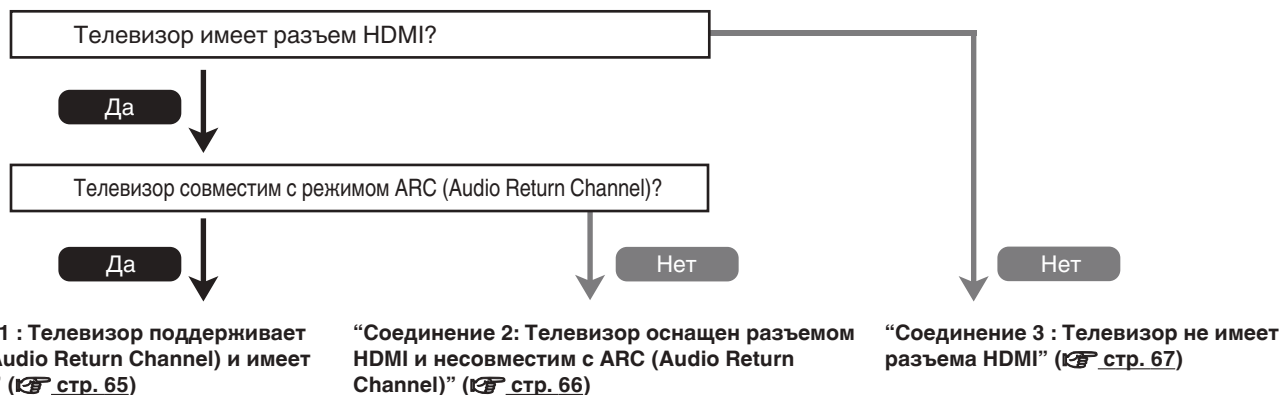 Телевизор имеет разъем HDMI?
Да
Телевизор совместим с режимом ARC (Audio Return Channel)?
Да
Нет
Нет
1 : Телевизор поддерживает
Audio Return Channel) и имеет
” (стр. 65)
“Соединение 2: Телевизор оснащен разъемом
HDMI и несовместим с ARC (Audio Return
Channel)” (стр. 66)
“Соединение 3 : Телевизор не имеет
разъема HDMI” (стр. 67)